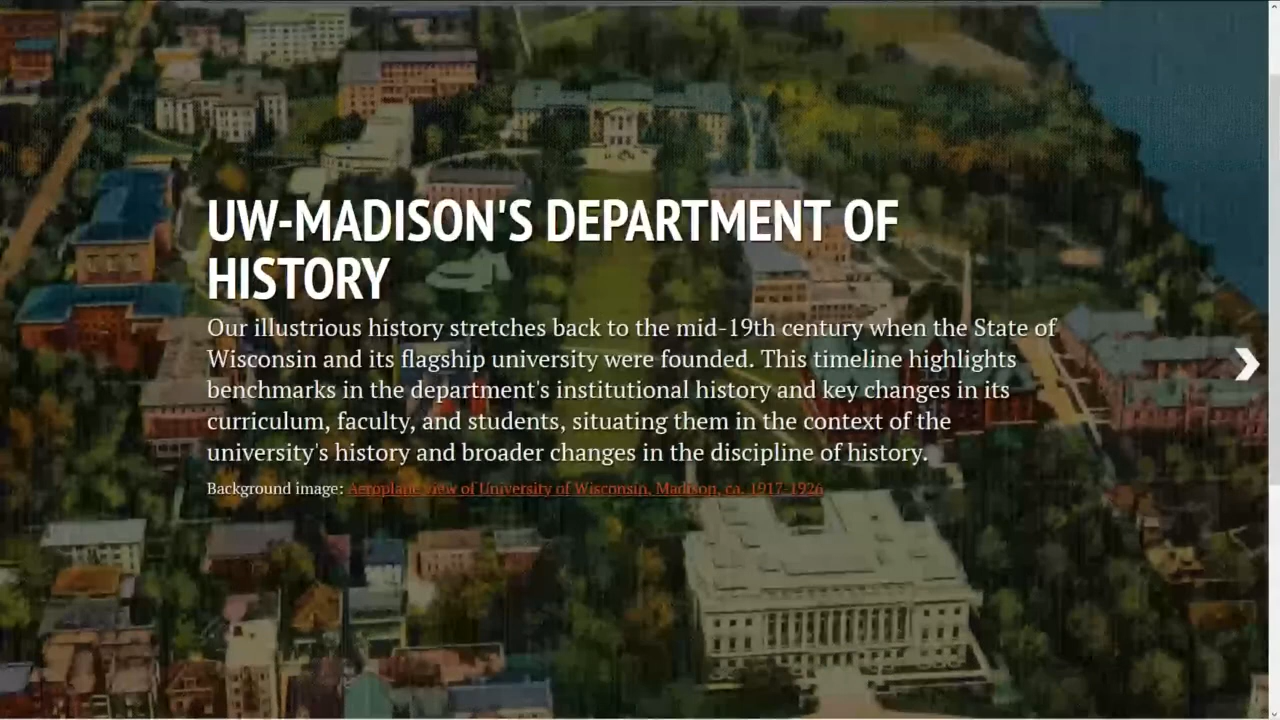 UW-MADISON'S DEPARTMENT OF
HISTORY
Our illustrious history stretches back to the mid-19th century when the State of
Wisconsin and its flagship university were founded. This timeline highlights
benchmarks in the department's institutional history and key changes in its
curriculum, faculty, and students, situating them in the context of the
university's history and broader changes in the discipline of history.
Background image: Aeroplane view of University of Wisconsin, Madison, ca. 1917-1926